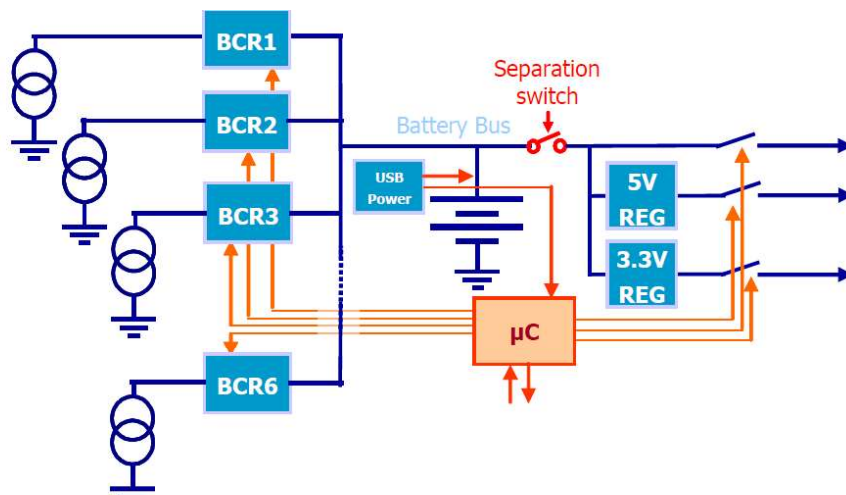 BCR1
Separation
switch
BCR2
Battery Bus
USB
Power
5V
REG
BCR3
3.3V
REG
µC
BCR6